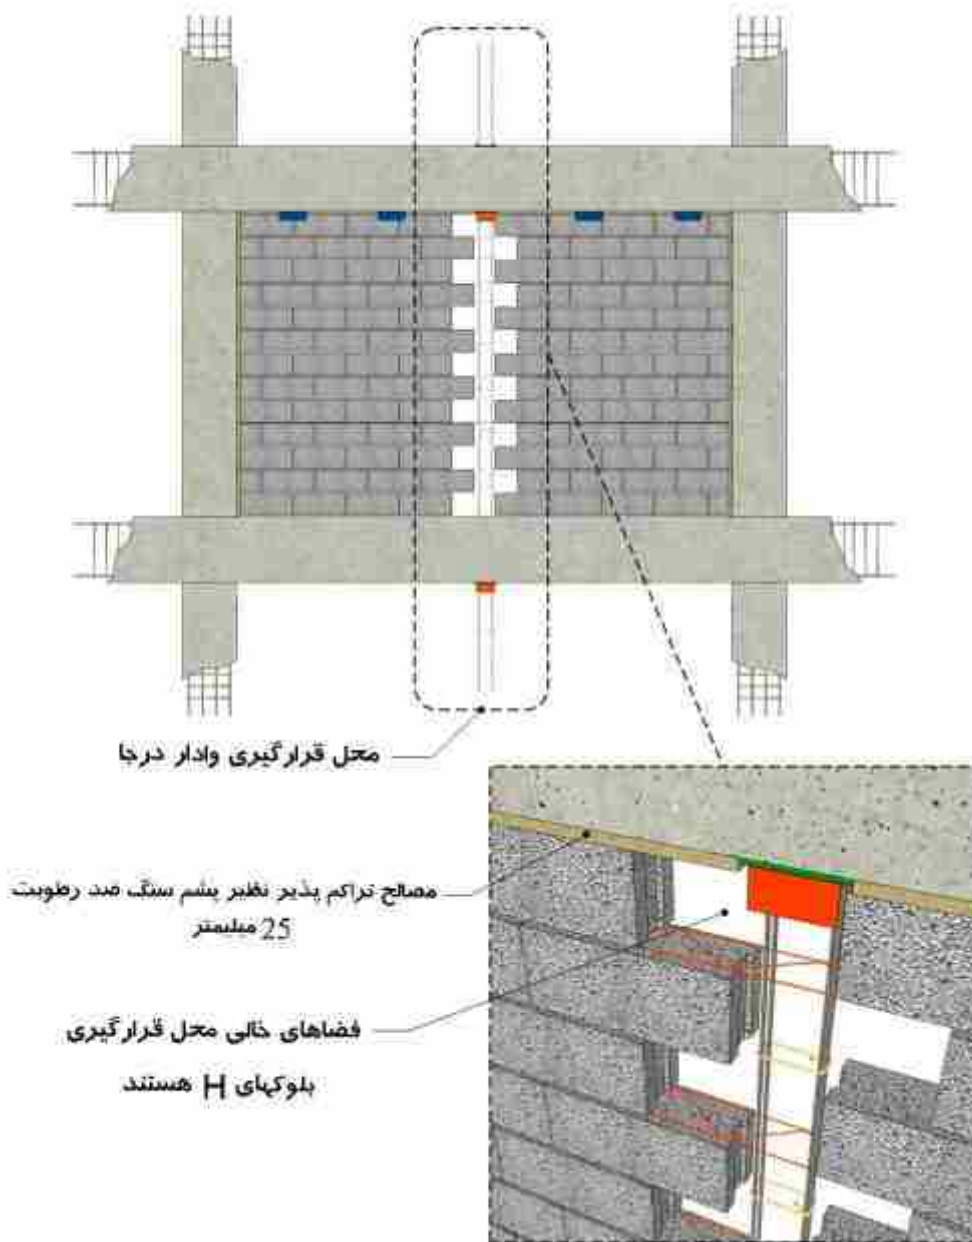 محل قرارگیری وادار درجا
مصالح تراکم پذیر نظیر پشم سنگ ضد رطوبت
25 میلیمتر
فضاهای خالی محل قرارگیری
بلوکهای H هستند